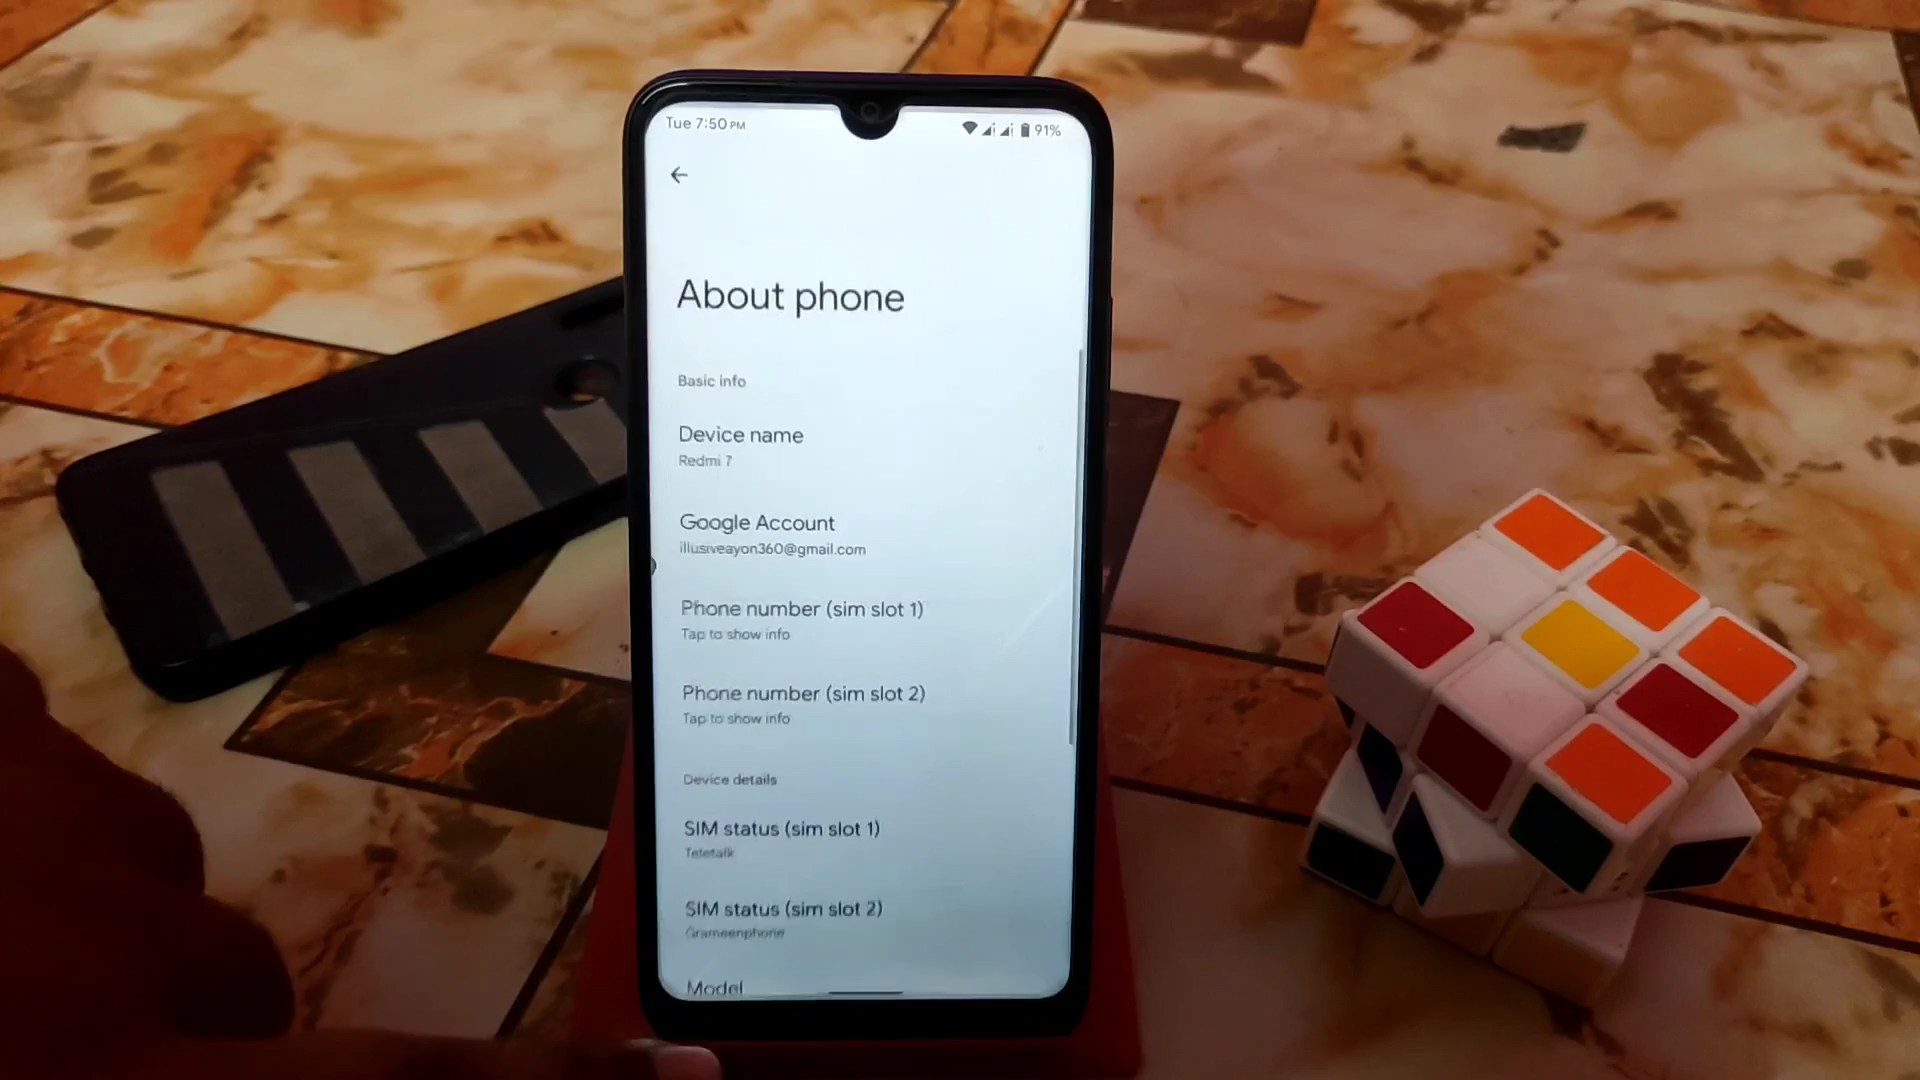 Tue 7:50 PM
91%
About phone
Basic info
Device name
Redmi 7
Google Account
illusiveayon360@gmail.com
Phone number (sim slot 1)
Tap to show info
Phone number (sim slot 2)
Tap to show info
Device details
SIM status (sim slot 1)
Teletalk
SIM status (sim slot 2)
Grameenphone
Model